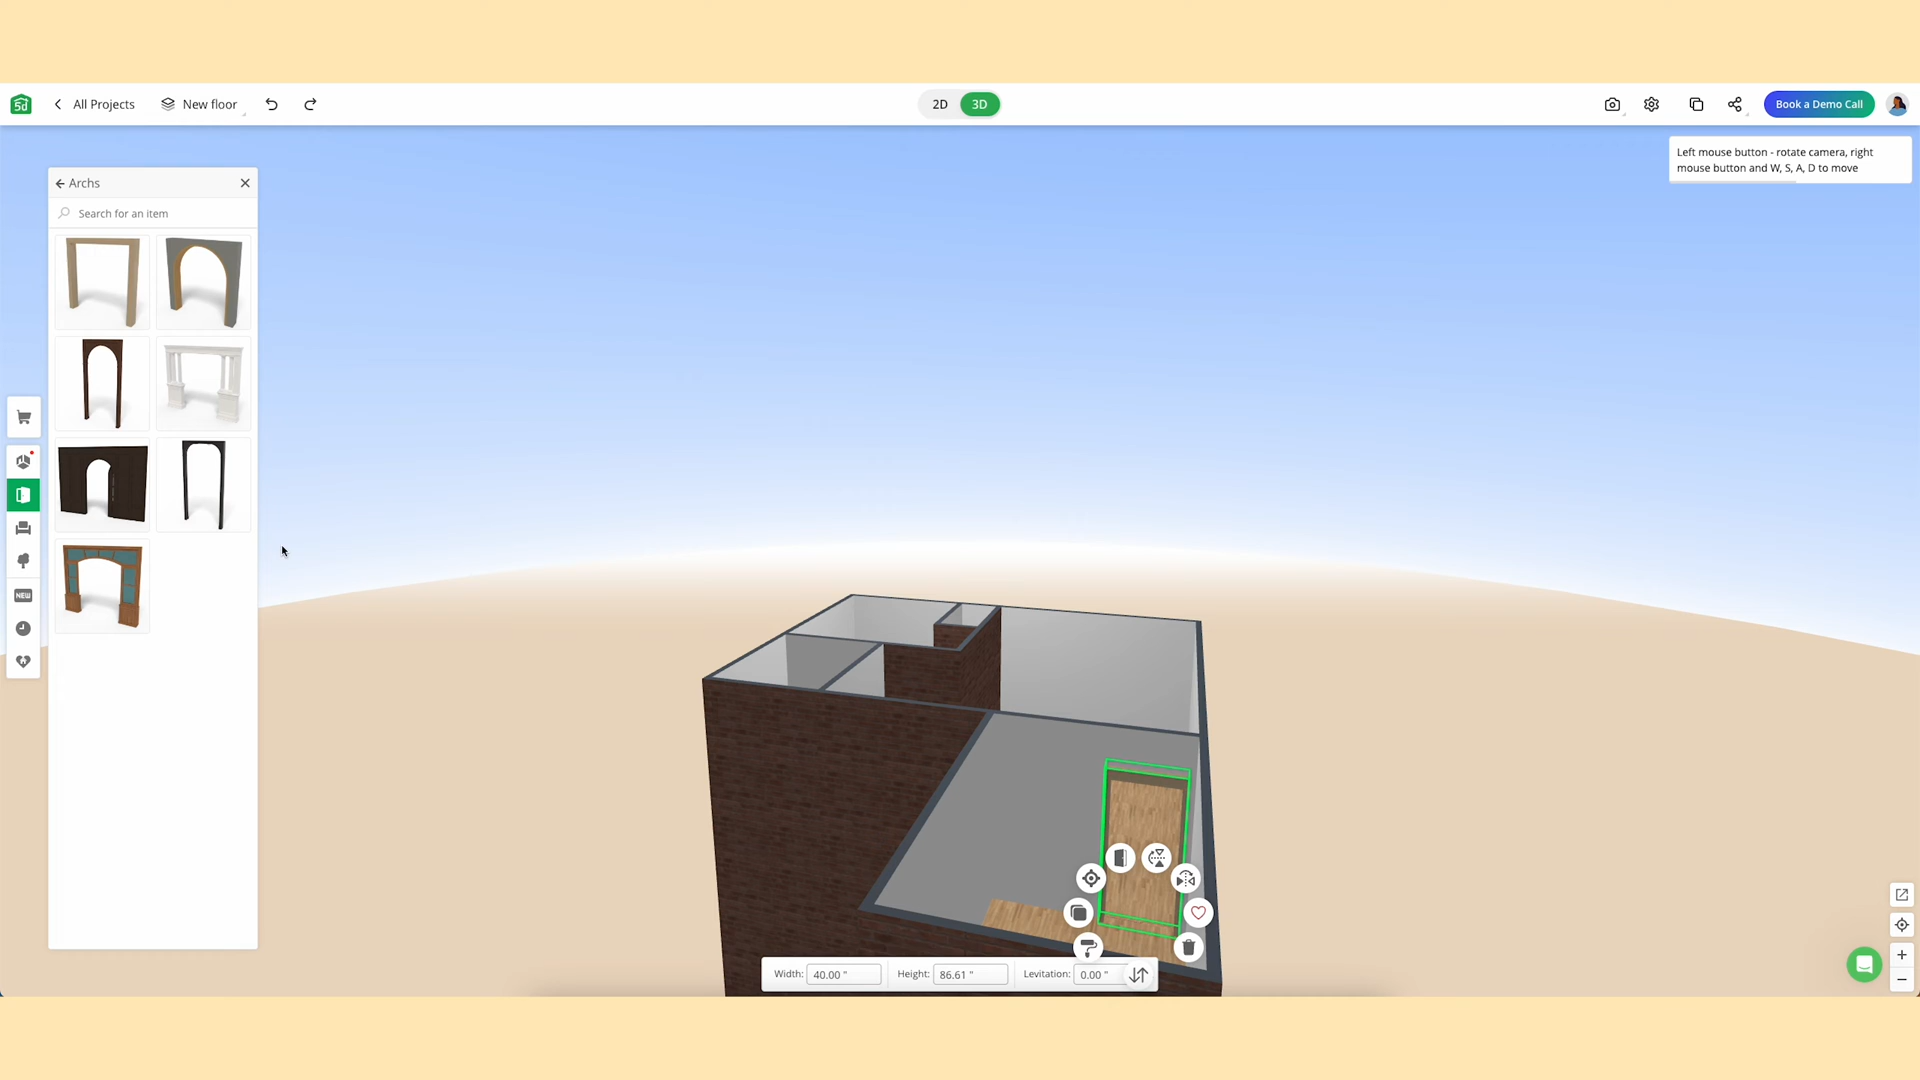 5d
All Projects
New floor
2D
3D
Book a Demo Call
Left mouse button - rotate camera, right
mouse button and W, S, A, D to move
Archs
Search for an item
NEW
Width:
40.00 "
Height:
86.61 "
Levitation:
0.00 "